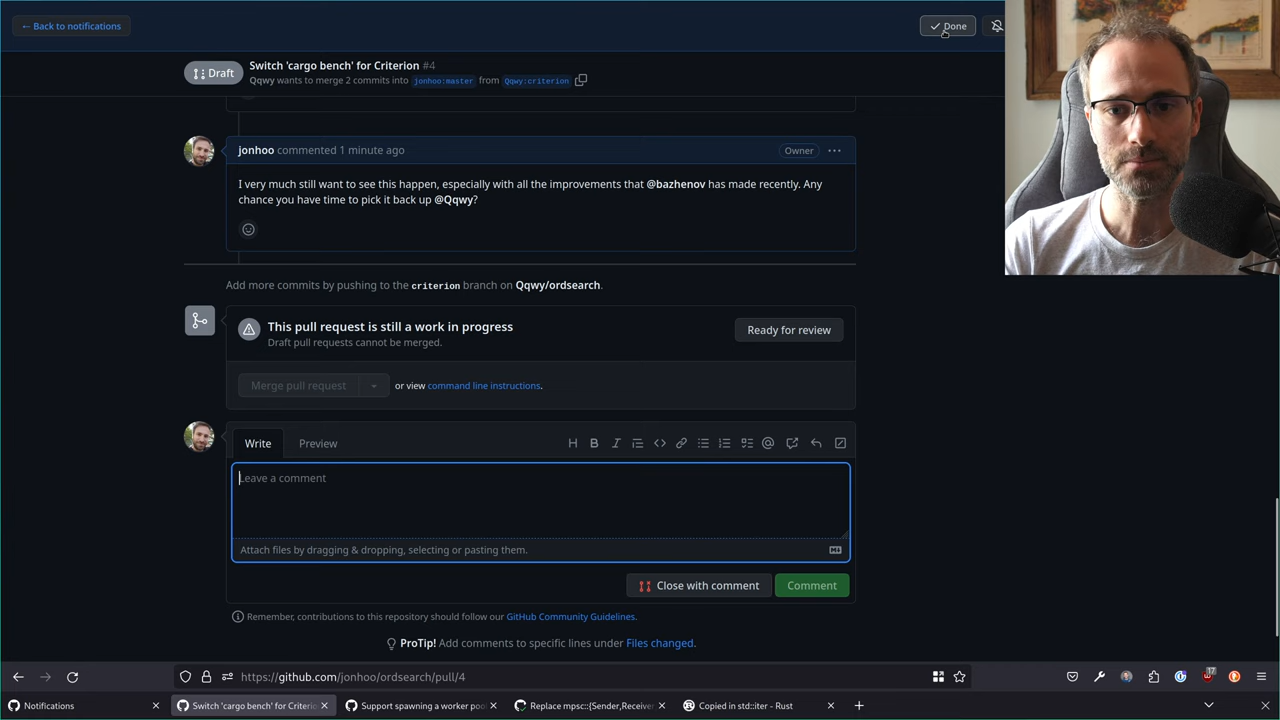 ← Back to notifications
Done
Draft
Switch 'cargo bench' for Criterion #4
Qqwy wants to merge 2 commits into jonhoo:master from Qqwy:criterion
jonhoo commented 1 minute ago
Owner
I very much still want to see this happen, especially with all the improvements that @bazhenov has made recently. Any
chance you have time to pick it back up @Qqwy?
Add more commits by pushing to the criterion branch on Qqwy/ordsearch.
This pull request is still a work in progress
Draft pull requests cannot be merged.
Ready for review
Merge pull request
or view command line instructions.
Write
Preview
Leave a comment
Attach files by dragging & dropping, selecting or pasting them.
Close with comment
Comment
Remember, contributions to this repository should follow our GitHub Community Guidelines.
ProTip! Add comments to specific lines under Files changed.
https://github.com/jonhoo/ordsearch/pull/4
17
Notifications
Switch 'cargo bench' for Criterio
Support spawning a worker poo
Replace mpsc::{Sender,Receiver
Copied in std::iter - Rust